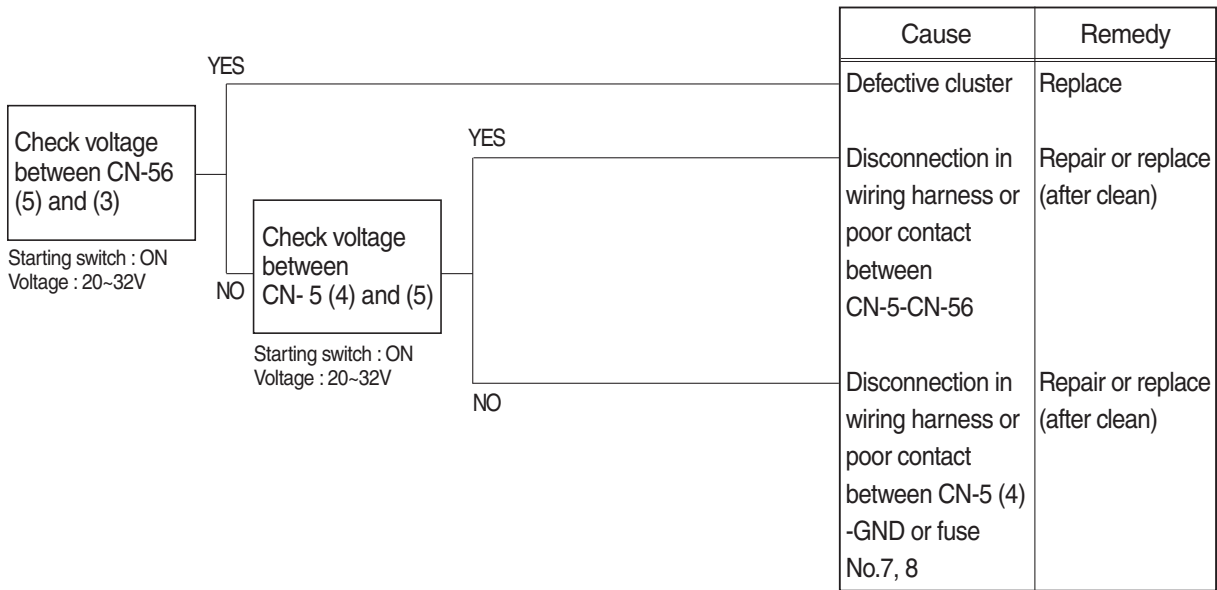 Cause
Remedy
YES
Defective cluster
Replace
Check voltage
between CN-56
(5) and (3)
Starting switch : ON
Voltage : 20~32V
NO
YES
Disconnection in
wiring harness or
poor contact
between
CN-5-CN-56
Repair or replace
(after clean)
Check voltage
between
CN- 5 (4) and (5)
Starting switch : ON
Voltage : 20~32V
NO
Disconnection in
wiring harness or
poor contact
between CN-5 (4)
-GND or fuse
No.7, 8
Repair or replace
(after clean)